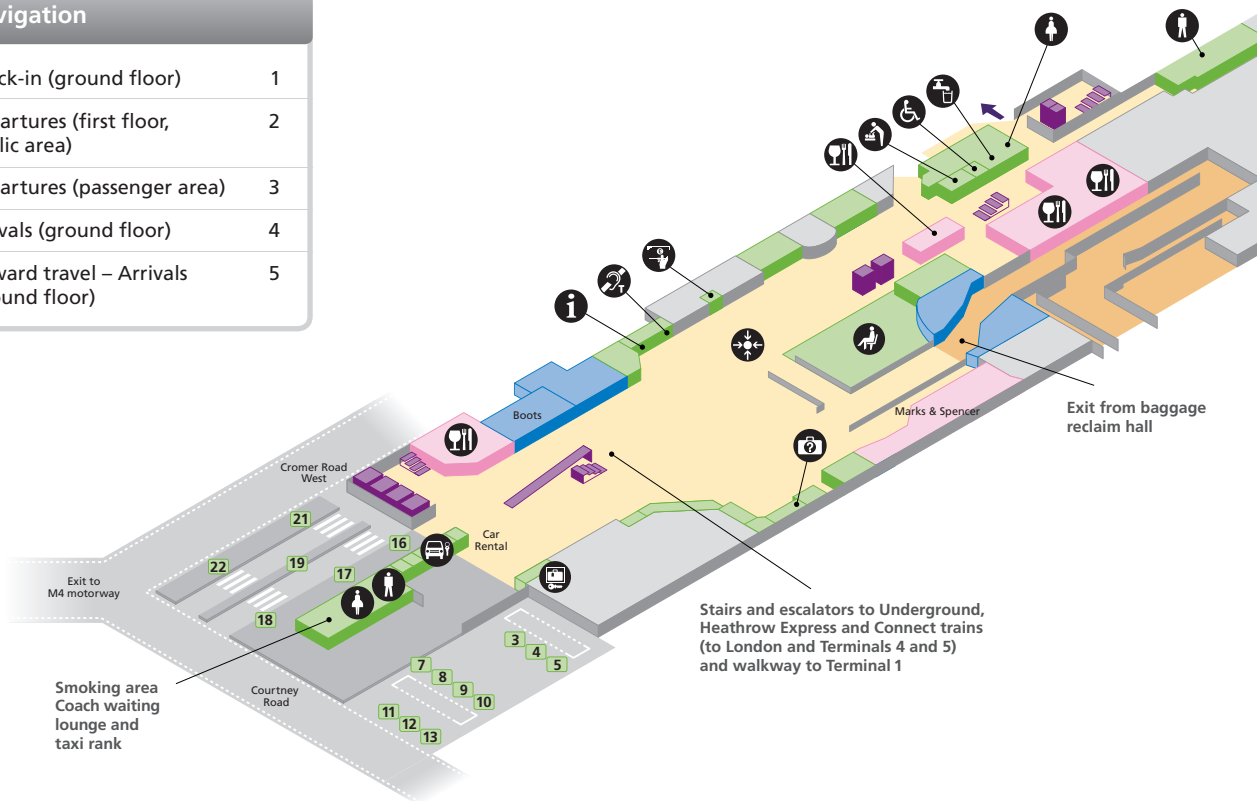 vigation
ck-in (ground floor) 1
artures (first floor, 2
lic area)
artures (passenger area) 3
vals (ground floor) 4
ward travel – Arrivals 5
und floor)
i
T
£
?
Boots
Marks & Spencer
Exit from baggage
reclaim hall
Cromer Road
West
Car
Rental
21
22
19
16
17
18
Exit to
M4 motorway
3
4
5
7
8
9
10
11
12
13
Stairs and escalators to Underground,
Heathrow Express and Connect trains
(to London and Terminals 4 and 5)
and walkway to Terminal 1
Smoking area
Coach waiting
lounge and
taxi rank
Courtney
Road